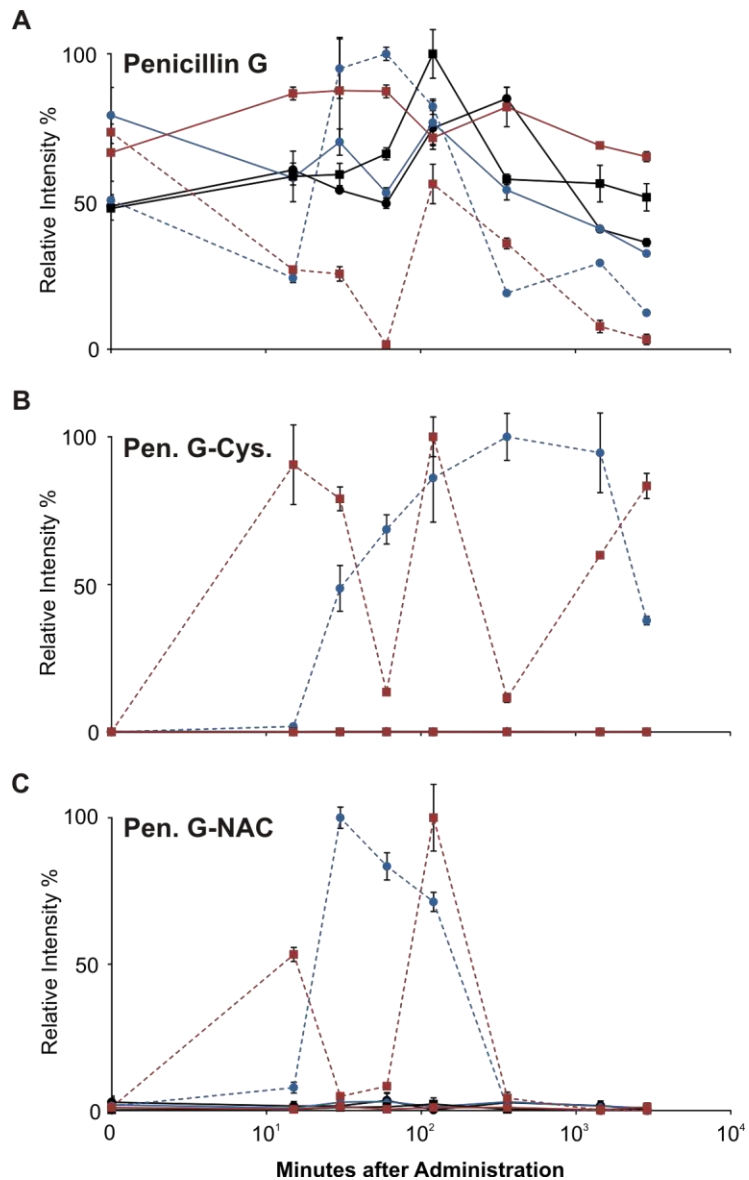 A
Penicillin G
100
50
0
Relative Intensity %
B
Pen. G-Cys.
100
50
0
Relative Intensity %
C
Pen. G-NAC
100
50
0
Relative Intensity %
0 10¹ 10² 10³ 10⁴
Minutes after Administration